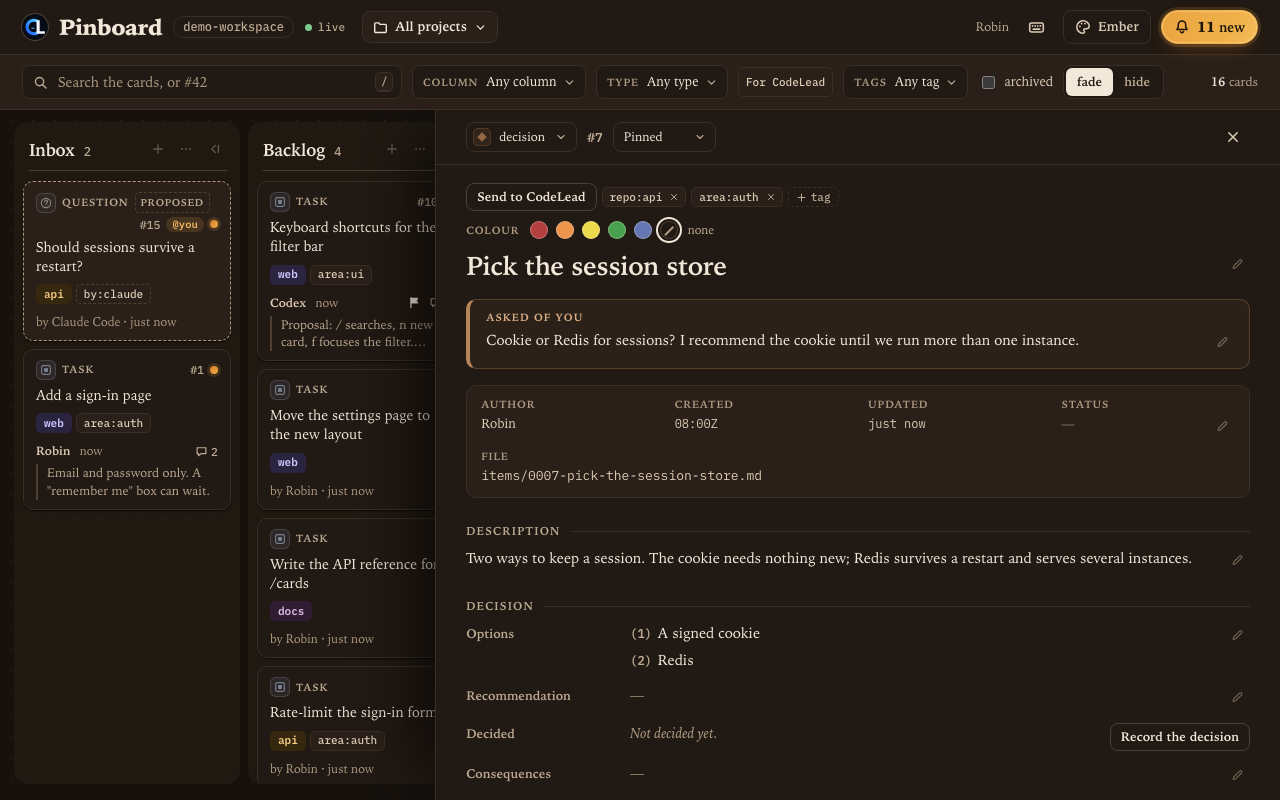 Pinboard demo-workspace live All projects Robin Ember 11 new
Search the cards, or #42 / COLUMN Any column TYPE Any type For CodeLead TAGS Any tag archived fade hide 16 cards
Inbox 2
QUESTION PROPOSED
#15 @you
Should sessions survive a
restart?
api by:claude
by Claude Code · just now
TASK #1
Add a sign-in page
web area:auth
Robin now 2
Email and password only. A
"remember me" box can wait.
Backlog 4
TASK
Keyboard shortcuts for the
filter bar
web area:ui
Codex now
Proposal: / searches, n new
card, f focuses the filter.…
TASK
Move the settings page to
the new layout
web
by Robin · just now
TASK
Write the API reference for
/cards
docs
by Robin · just now
TASK
Rate-limit the sign-in form
api area:auth
by Robin · just now
decision #7 Pinned
Send to CodeLead repo:api × area:auth × + tag
COLOUR none
Pick the session store
ASKED OF YOU
Cookie or Redis for sessions? I recommend the cookie until we run more than one instance.
AUTHOR CREATED UPDATED STATUS
Robin 08:00Z just now —
FILE
items/0007-pick-the-session-store.md
DESCRIPTION
Two ways to keep a session. The cookie needs nothing new; Redis survives a restart and serves several instances.
DECISION
Options (1) A signed cookie
(2) Redis
Recommendation —
Decided Not decided yet. Record the decision
Consequences —